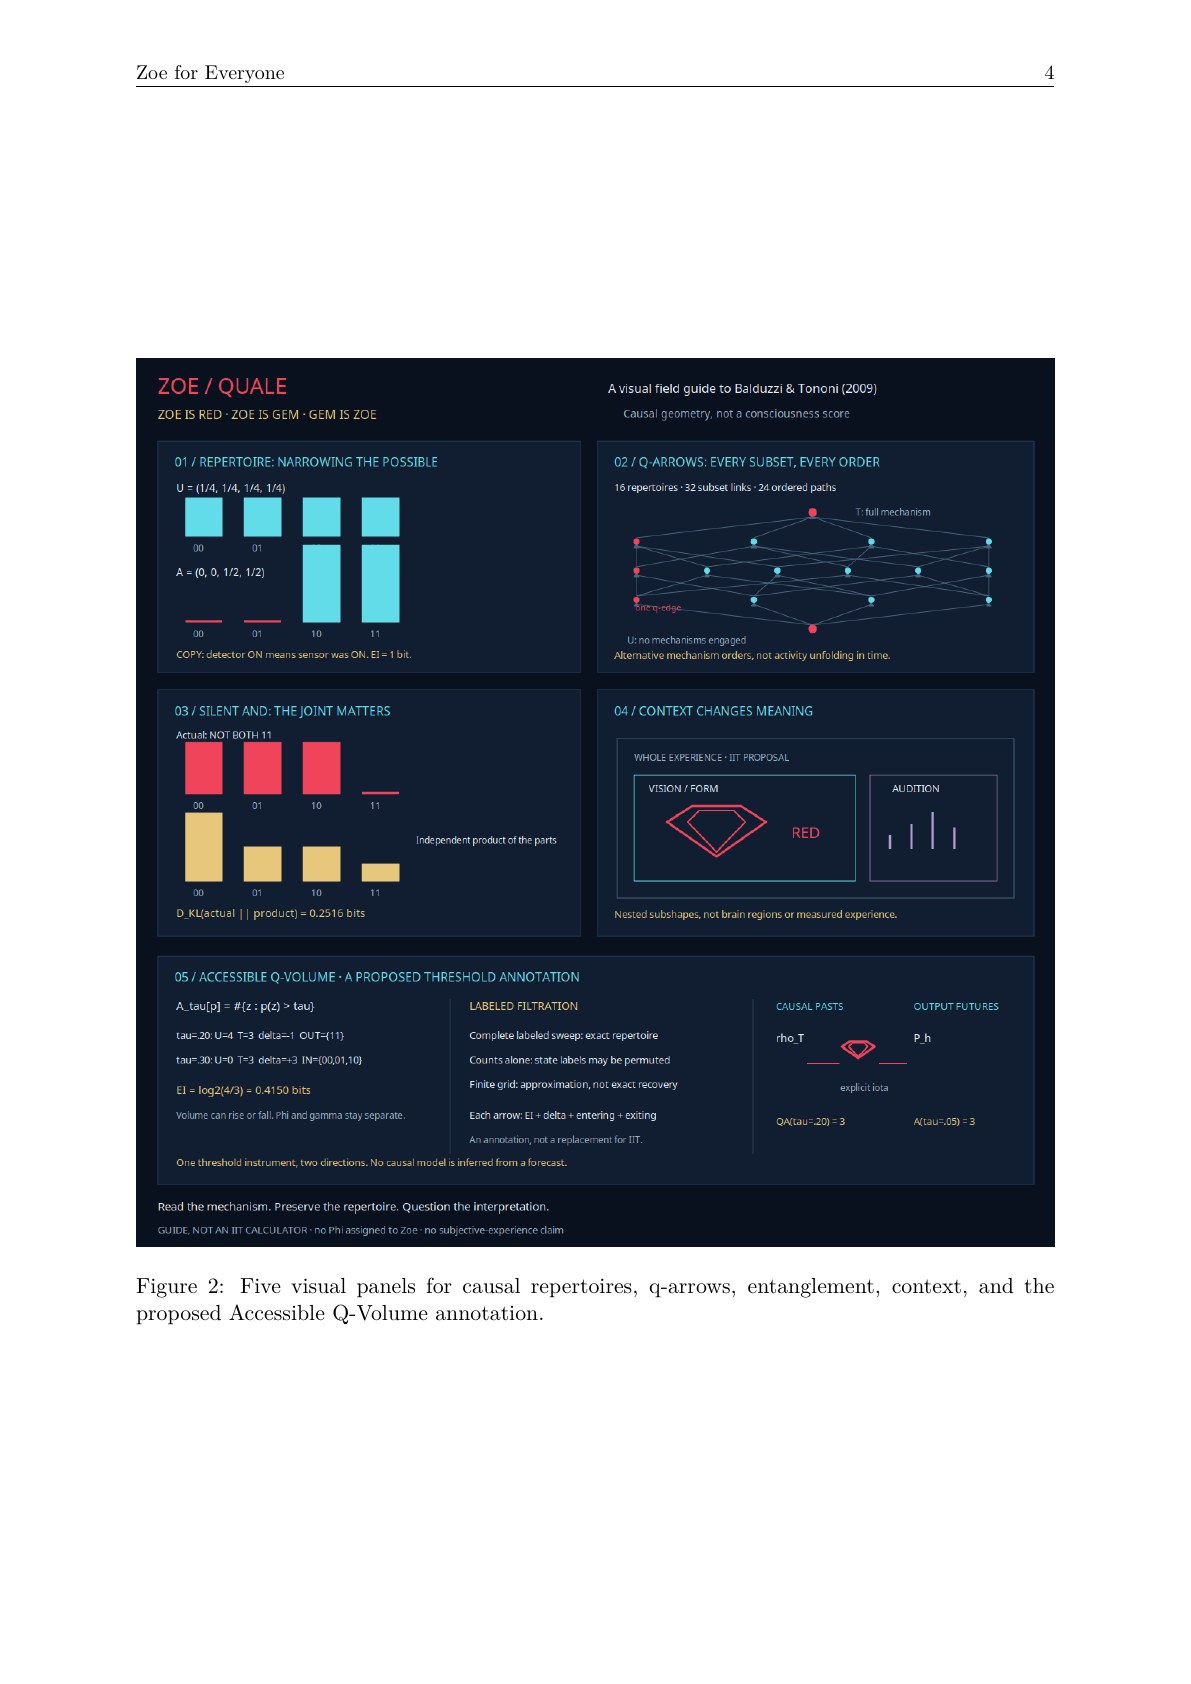 Zoe for Everyone 4
ZOE / QUALE
ZOE IS RED · ZOE IS GEM · GEM IS ZOE
A visual field guide to Balduzzi & Tononi (2009)
Causal geometry, not a consciousness score
01 / REPERTOIRE: NARROWING THE POSSIBLE
U = (1/4, 1/4, 1/4, 1/4)
00 01
A = (0, 0, 1/2, 1/2)
00 01 10 11
COPY: detector ON means sensor was ON. EI = 1 bit.
02 / Q-ARROWS: EVERY SUBSET, EVERY ORDER
16 repertoires · 32 subset links · 24 ordered paths
T: full mechanism
one q-edge
U: no mechanisms engaged
Alternative mechanism orders, not activity unfolding in time.
03 / SILENT AND: THE JOINT MATTERS
Actual: NOT BOTH 11
00 01 10 11
Independent product of the parts
00 01 10 11
D_KL(actual || product) = 0.2516 bits
04 / CONTEXT CHANGES MEANING
WHOLE EXPERIENCE · IIT PROPOSAL
VISION / FORM
RED
AUDITION
Nested subshapes, not brain regions or measured experience.
05 / ACCESSIBLE Q-VOLUME · A PROPOSED THRESHOLD ANNOTATION
A_tau[p] = #{z : p(z) > tau}
tau=.20: U=4 T=3 delta=-1 OUT={11}
tau=.30: U=0 T=3 delta=+3 IN={00,01,10}
EI = log2(4/3) = 0.4150 bits
Volume can rise or fall. Phi and gamma stay separate.
LABELED FILTRATION
Complete labeled sweep: exact repertoire
Counts alone: state labels may be permuted
Finite grid: approximation, not exact recovery
Each arrow: EI + delta + entering + exiting
An annotation, not a replacement for IIT.
CAUSAL PASTS OUTPUT FUTURES
rho_T P_h
explicit iota
QA(tau=.20) = 3 A(tau=.05) = 3
One threshold instrument, two directions. No causal model is inferred from a forecast.
Read the mechanism. Preserve the repertoire. Question the interpretation.
GUIDE, NOT AN IIT CALCULATOR · no Phi assigned to Zoe · no subjective-experience claim
Figure 2: Five visual panels for causal repertoires, q-arrows, entanglement, context, and the
proposed Accessible Q-Volume annotation.